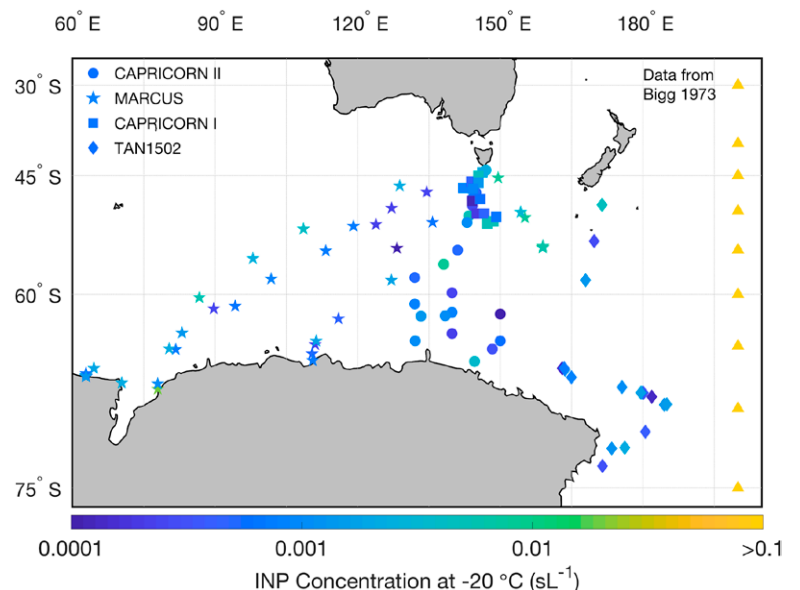 60° E 90° E 120° E 150° E 180° E
30° S
45° S
60° S
75° S
CAPRICORN II
MARCUS
CAPRICORN I
TAN1502
Data from
Bigg 1973
0.0001 0.001 0.01 >0.1
INP Concentration at -20 °C (sL⁻¹)